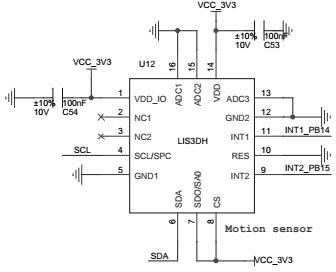 VCC_3V3
±10%
10V
100nF
C53
VCC_3V3
U12
±10%
10V
100nF
C54
16
15
14
ADC1
ADC2
VDD
1
VDD_IO
ADC3
13
2
NC1
GND2
12
3
NC2
LIS3DH
INT1
11
INT1_PB14
SCL
4
SCL/SPC
RES
10
5
GND1
INT2
9
INT2_PB15
SDA
SDO/SA0
CS
6
7
8
Motion sensor
SDA
VCC_3V3